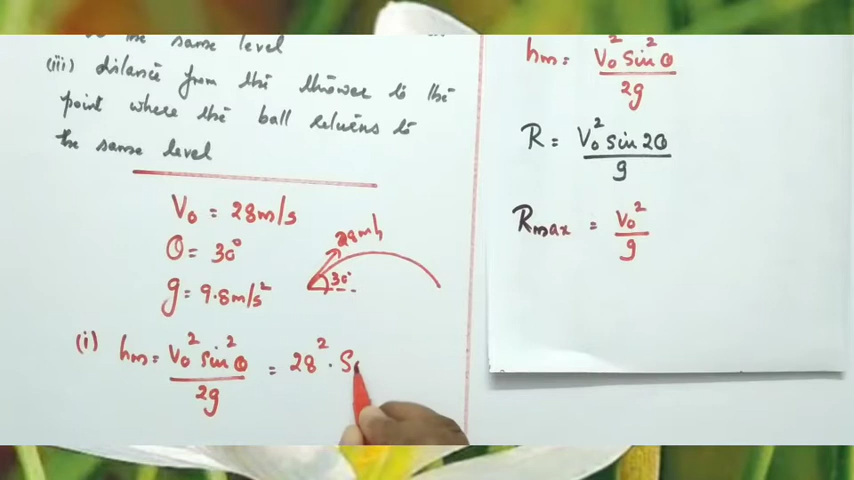 the same level
(iii) distance from the thrower to the
point where the ball returns to
the same level
V₀ = 28m/s
θ = 30°
g = 9.8m/s²
28m/s
30°
(i) hm = V₀² sin² θ / 2g = 28² · S
hm = V₀² sin² θ / 2g
R = V₀² sin 2θ / g
Rmax = V₀² / g